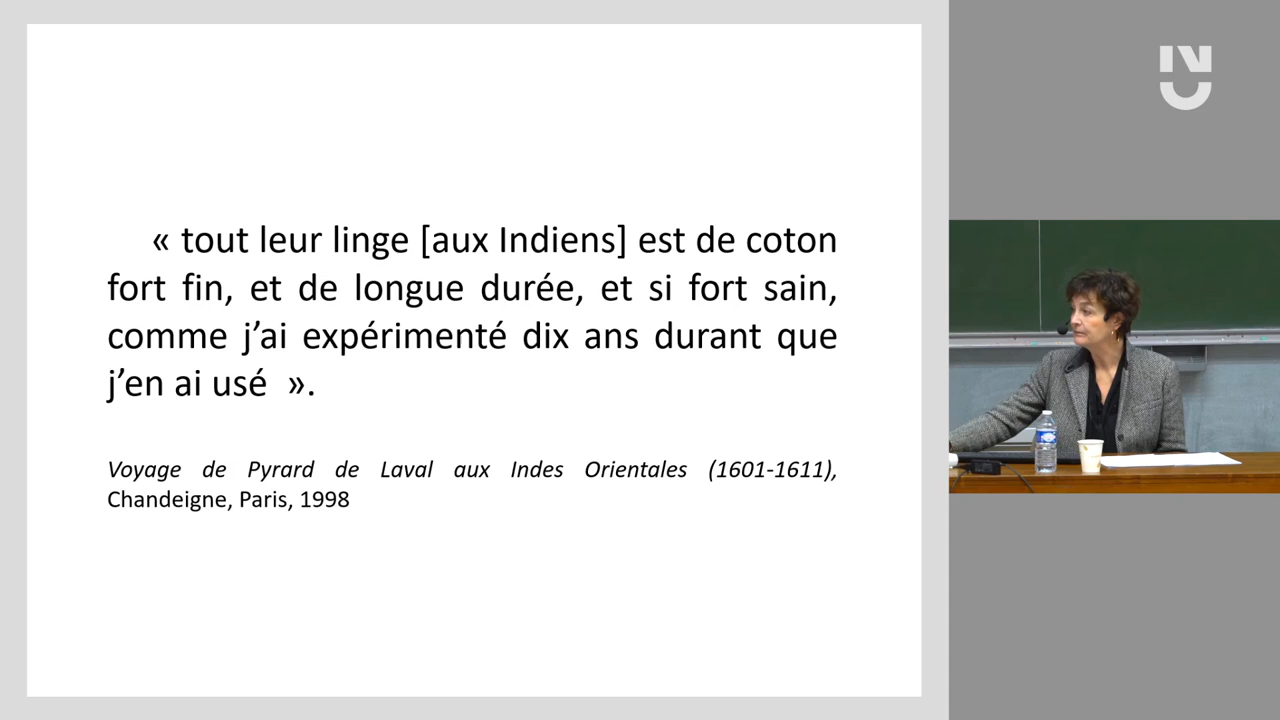 « tout leur linge [aux Indiens] est de coton
fort fin, et de longue durée, et si fort sain,
comme j’ai expérimenté dix ans durant que
j’en ai usé  ».
Voyage de Pyrard de Laval aux Indes Orientales (1601-1611),
Chandeigne, Paris, 1998